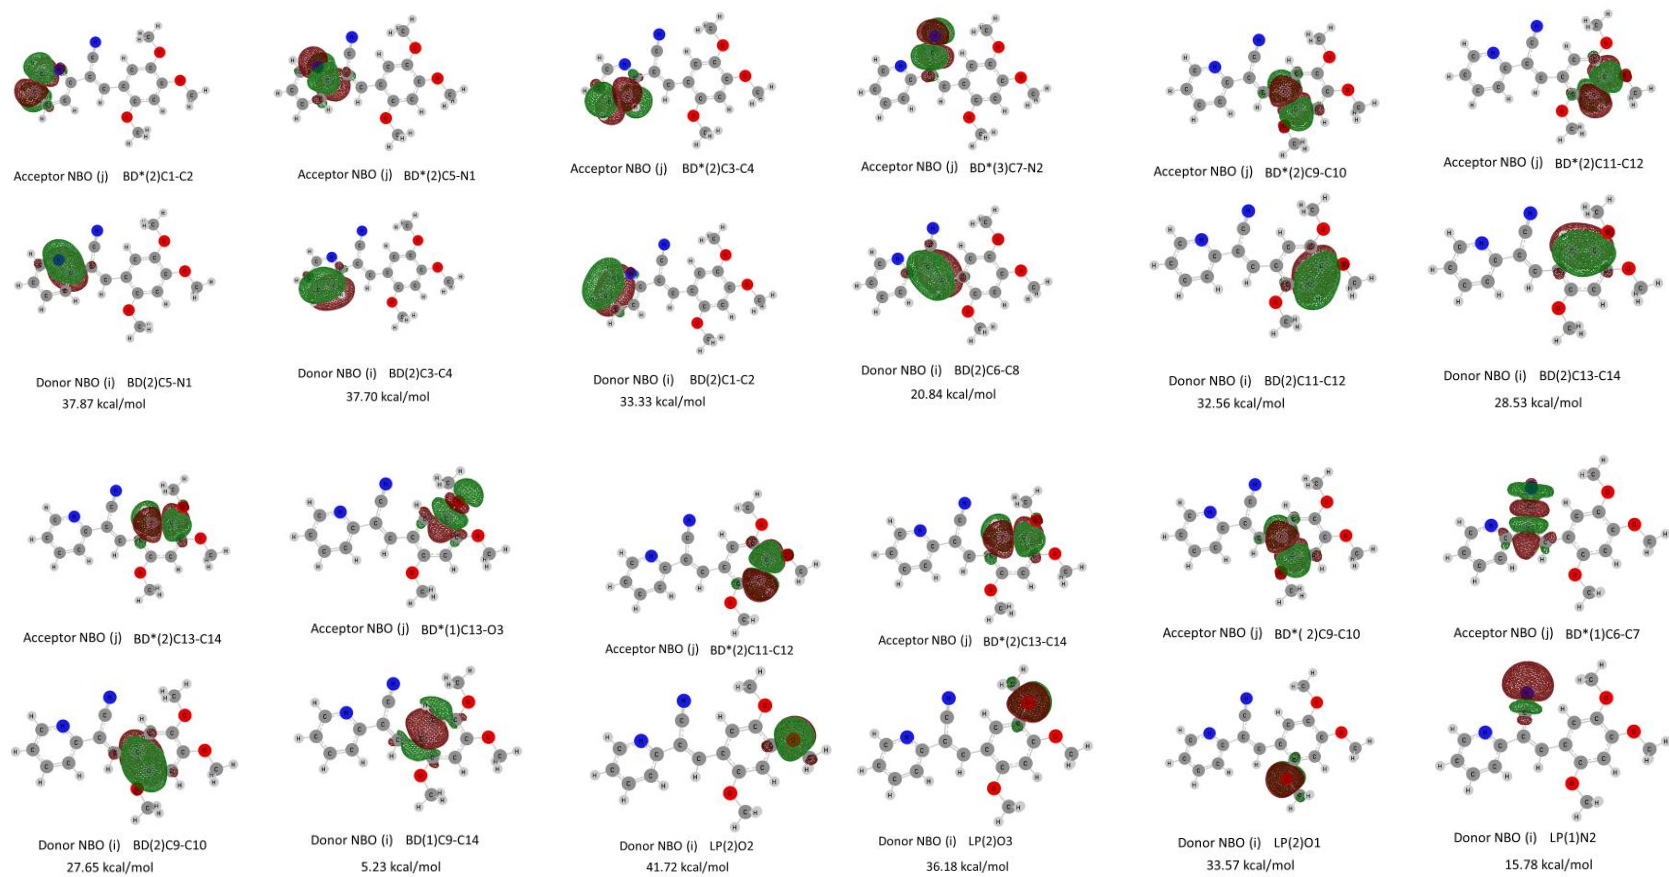 Acceptor NBO (j) BD*(2)C1-C2
Acceptor NBO (j) BD*(2)C5-N1
Acceptor NBO (j) BD*(2)C3-C4
Acceptor NBO (j) BD*(3)C7-N2
Acceptor NBO (j) BD*(2)C9-C10
Acceptor NBO (j) BD*(2)C11-C12
Donor NBO (i) BD(2)C5-N1
37.87 kcal/mol
Donor NBO (i) BD(2)C3-C4
37.70 kcal/mol
Donor NBO (i) BD(2)C1-C2
33.33 kcal/mol
Donor NBO (i) BD(2)C6-C8
20.84 kcal/mol
Donor NBO (i) BD(2)C11-C12
32.56 kcal/mol
Donor NBO (i) BD(2)C13-C14
28.53 kcal/mol
Acceptor NBO (j) BD*(2)C13-C14
Acceptor NBO (j) BD*(1)C13-O3
Acceptor NBO (j) BD*(2)C11-C12
Acceptor NBO (j) BD*(2)C13-C14
Acceptor NBO (j) BD*( 2)C9-C10
Acceptor NBO (j) BD*(1)C6-C7
Donor NBO (i) BD(2)C9-C10
27.65 kcal/mol
Donor NBO (i) BD(1)C9-C14
5.23 kcal/mol
Donor NBO (i) LP(2)O2
41.72 kcal/mol
Donor NBO (i) LP(2)O3
36.18 kcal/mol
Donor NBO (i) LP(2)O1
33.57 kcal/mol
Donor NBO (i) LP(1)N2
15.78 kcal/mol